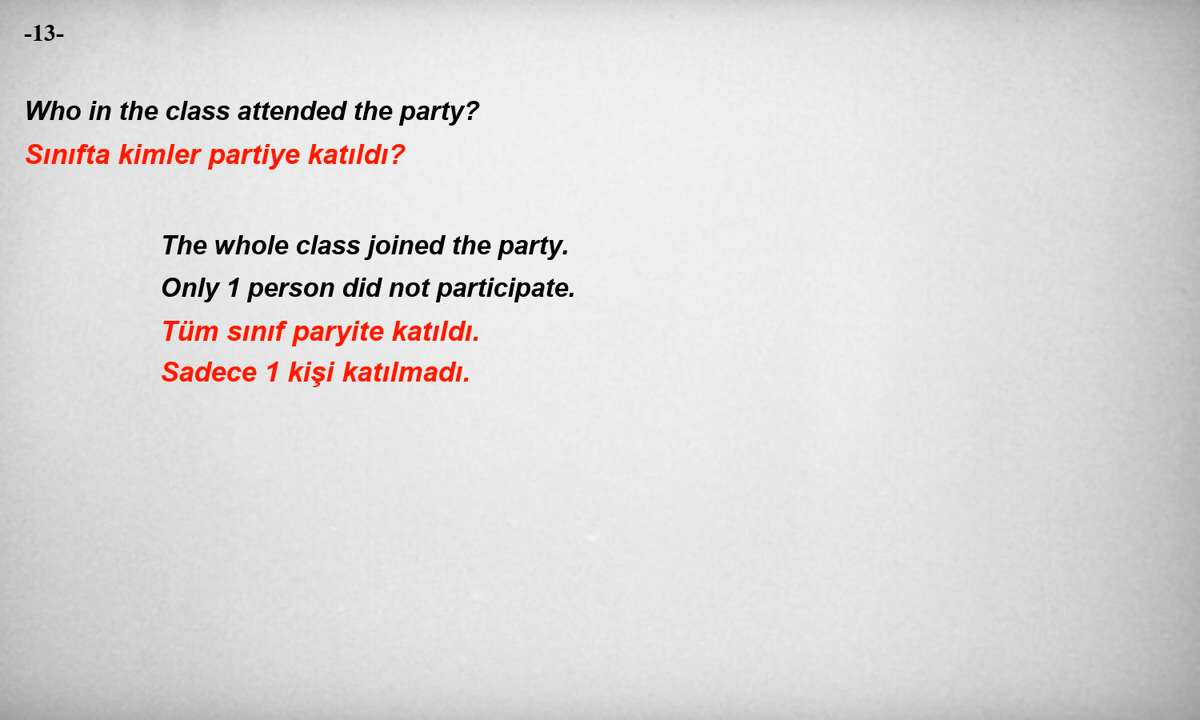 -13-
Who in the class attended the party?
Sınıfta kimler partiye katıldı?
The whole class joined the party.
Only 1 person did not participate.
Tüm sınıf paryite katıldı.
Sadece 1 kişi katılmadı.